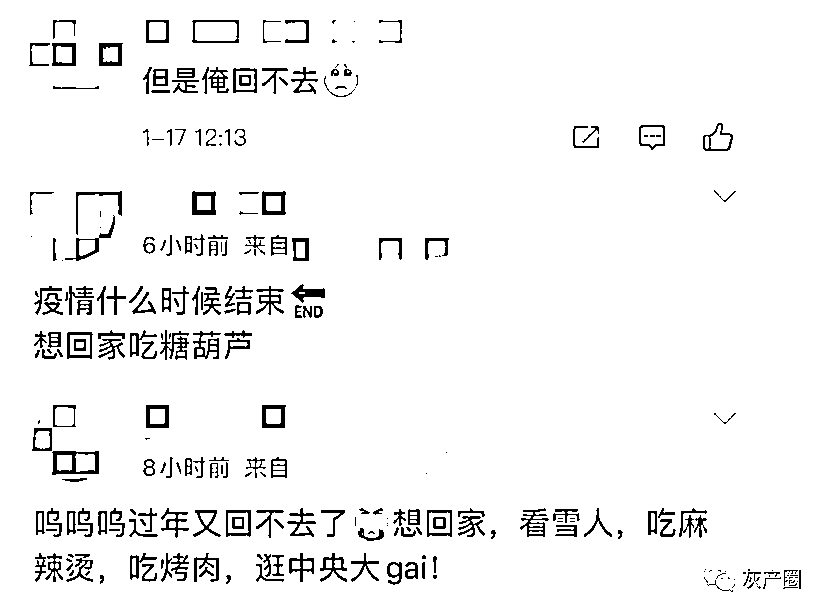 但是俺回不去
1-17 12:13
6小时前 来自
疫情什么时候结束 END
想回家吃糖葫芦
8小时前 来自
呜呜呜过年又回不去了 想回家，看雪人，吃麻
辣烫，吃烤肉，逛中央大gai！
灰产圈